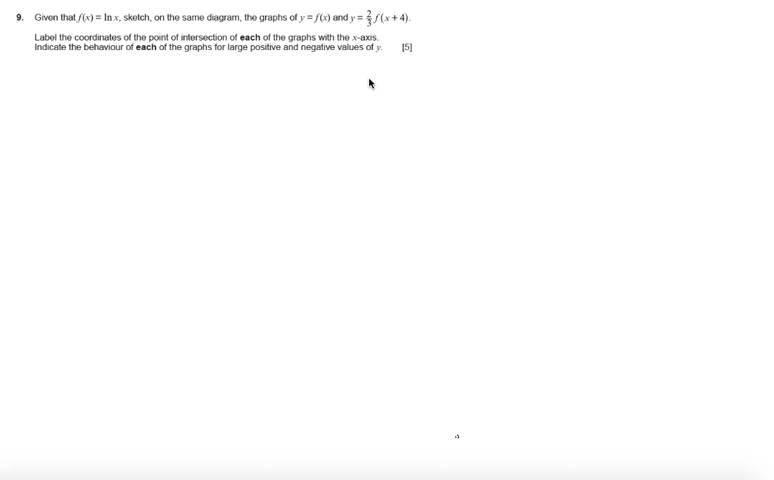 9. Given that f(x) = ln x, sketch, on the same diagram, the graphs of y = f(x) and y = 2/3 f(x + 4).
Label the coordinates of the point of intersection of each of the graphs with the x-axis.
Indicate the behaviour of each of the graphs for large positive and negative values of y. [5]